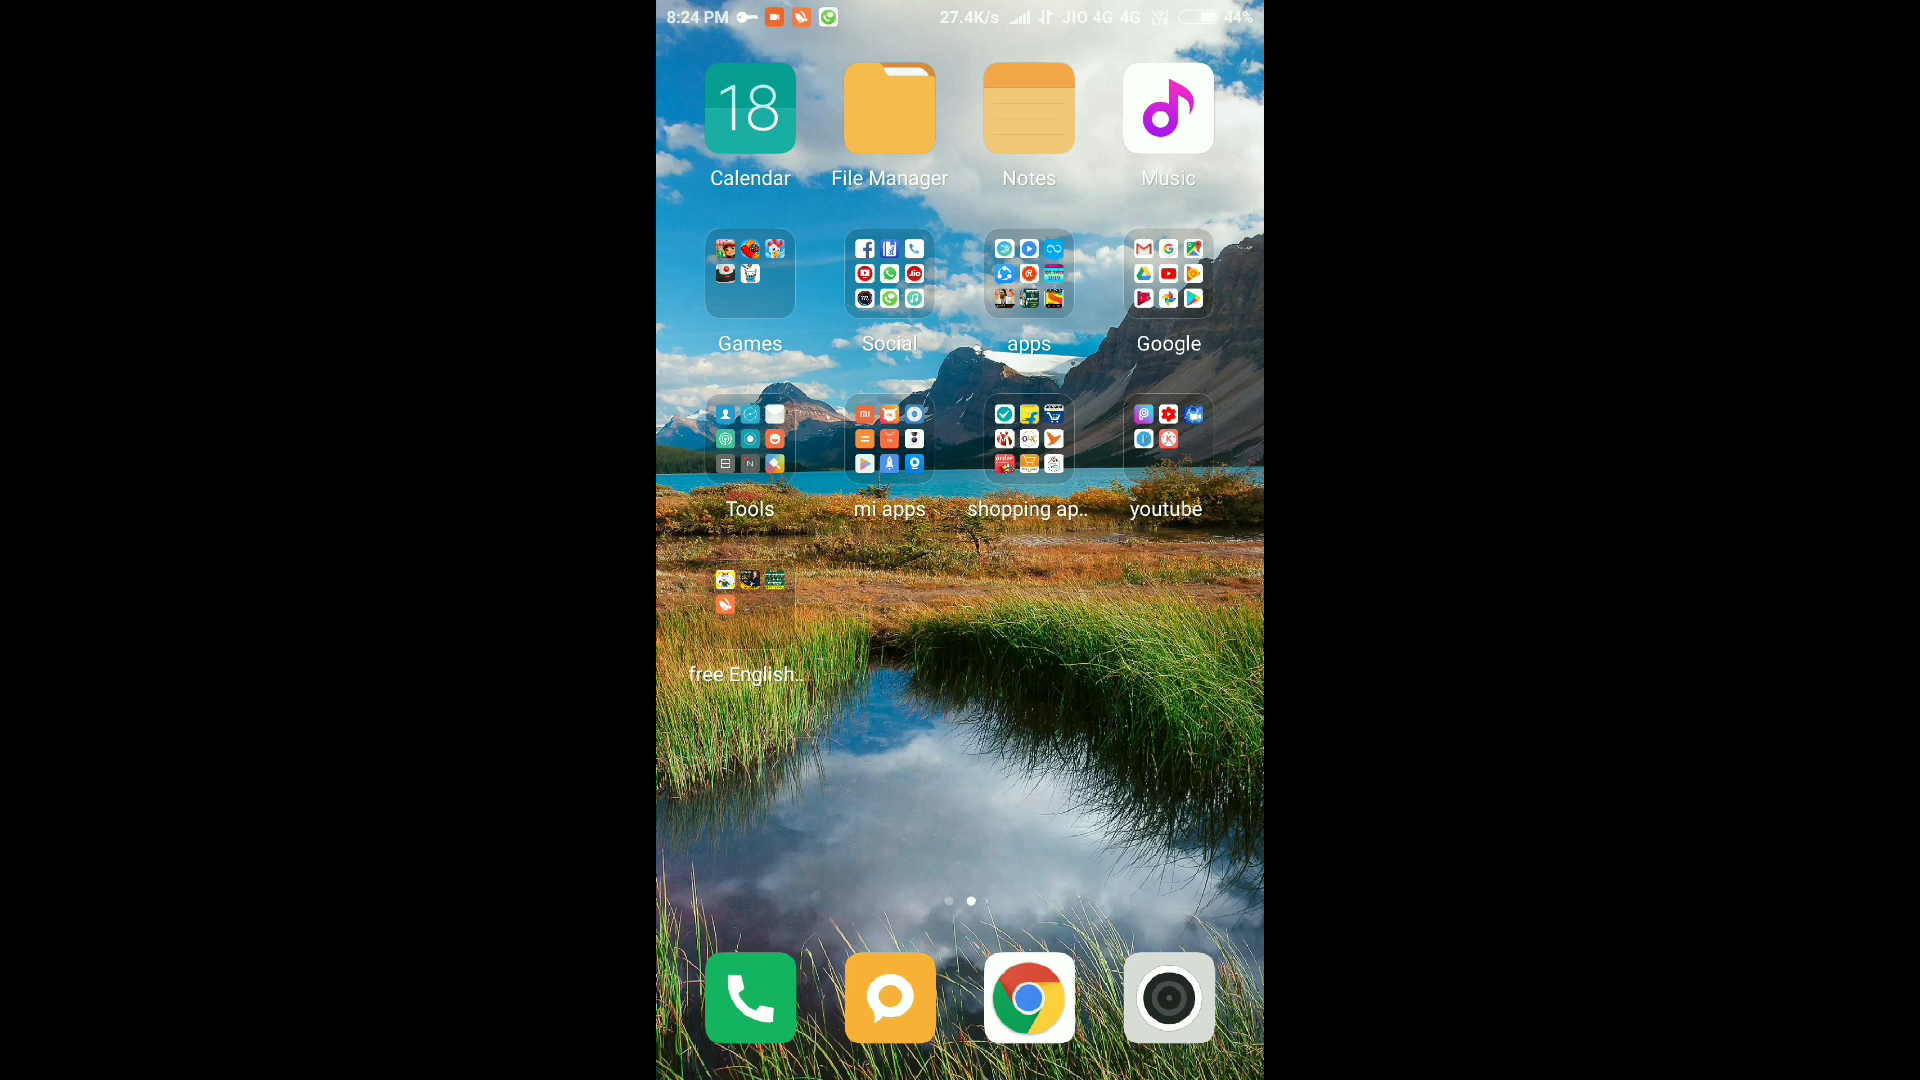 8:24 PM 27.4K/s JIO 4G 4G 44%
18
Calendar File Manager Notes Music
Games Social apps Google
Tools mi apps shopping ap.. youtube
free English..